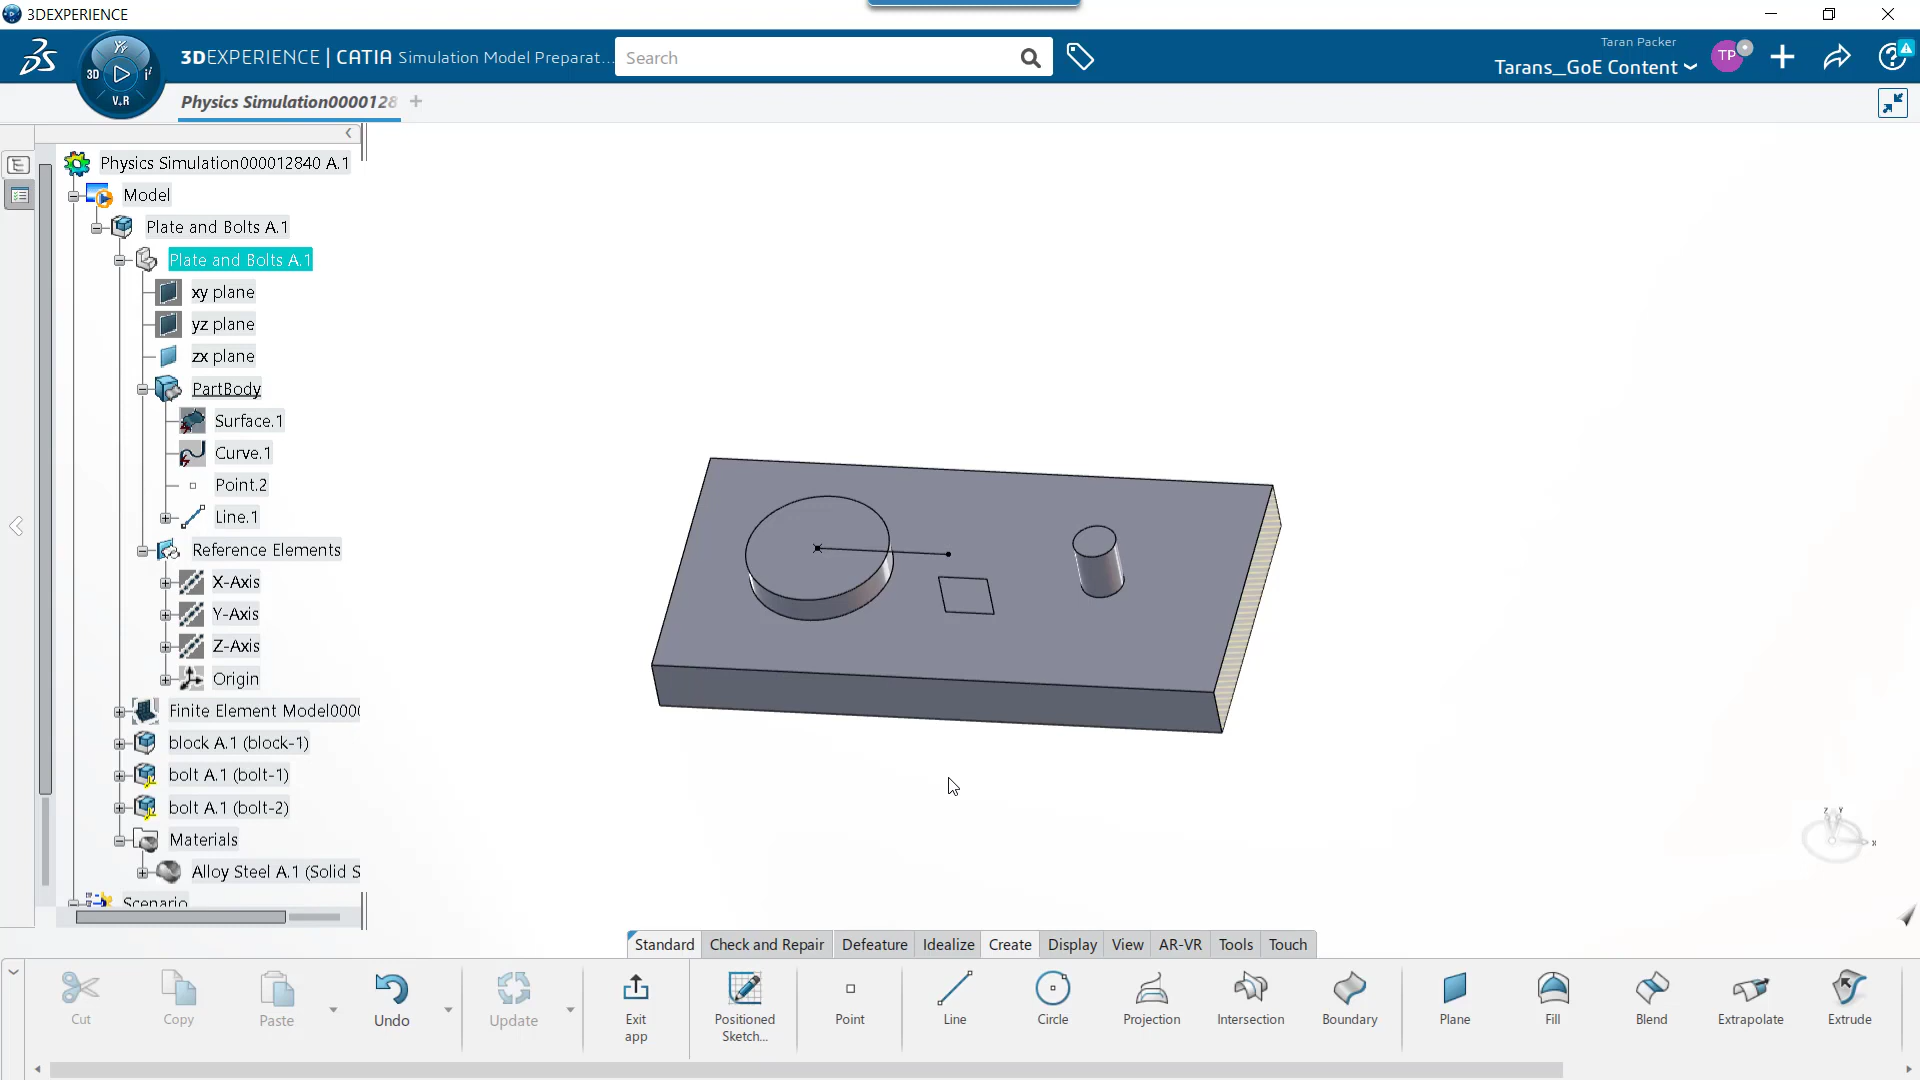 3DEXPERIENCE
3DEXPERIENCE | CATIA Simulation Model Preparat...
Search
Taran Packer
Tarans_GoE Content
TP
3D
V.R
Physics Simulation0000128
Physics Simulation000012840 A.1
Model
Plate and Bolts A.1
Plate and Bolts A.1
xy plane
yz plane
zx plane
PartBody
Surface.1
Curve.1
Point.2
Line.1
Reference Elements
X-Axis
Y-Axis
Z-Axis
Origin
Finite Element Model000
block A.1 (block-1)
bolt A.1 (bolt-1)
bolt A.1 (bolt-2)
Materials
Alloy Steel A.1 (Solid S
Scenario
Z Y
X
Standard Check and Repair Defeature Idealize Create Display View AR-VR Tools Touch
Cut Copy Paste Undo Update Exit app Positioned Sketch... Point Line Circle Projection Intersection Boundary Plane Fill Blend Extrapolate Extrude